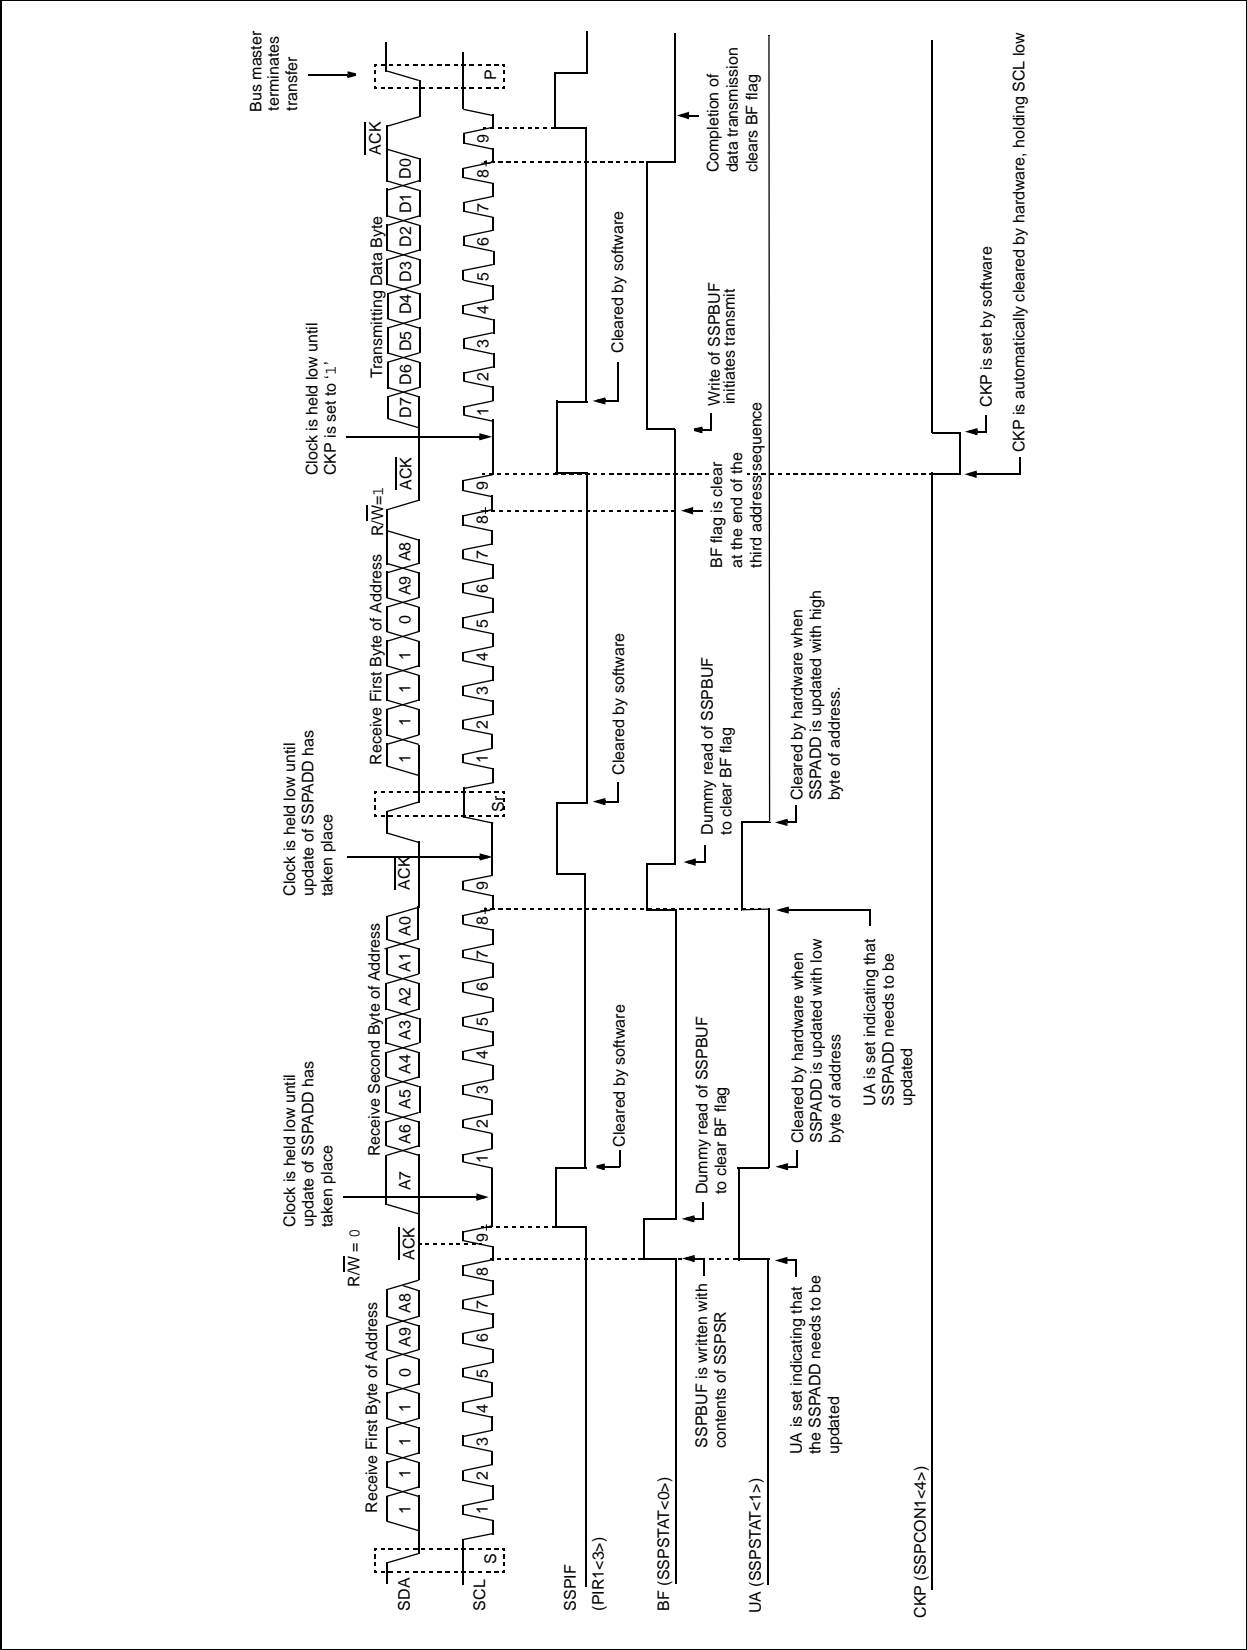 Bus master
terminates
transfer
Clock is held low until
CKP is set to ‘1’
Clock is held low until
update of SSPADD has
taken place
Clock is held low until
update of SSPADD has
taken place
R/W = 0
Receive First Byte of Address
ACK
Receive Second Byte of Address
ACK
Receive First Byte of Address
R/W=1
ACK
Transmitting Data Byte
ACK
SDA
1 1 1 1 0 A9 A8
A7 A6 A5 A4 A3 A2 A1 A0
1 1 1 1 0 A9 A8
D7 D6 D5 D4 D3 D2 D1 D0
SCL
S
1 2 3 4 5 6 7 8 9
1 2 3 4 5 6 7 8 9
Sr
1 2 3 4 5 6 7 8 9
1 2 3 4 5 6 7 8 9
P
SSPIF
(PIR1<3>)
Cleared by software
Cleared by software
Cleared by software
BF (SSPSTAT<0>)
SSPBUF is written with
contents of SSPSR
Dummy read of SSPBUF
to clear BF flag
Dummy read of SSPBUF
to clear BF flag
BF flag is clear
at the end of the
third address sequence
Write of SSPBUF
initiates transmit
Completion of
data transmission
clears BF flag
UA (SSPSTAT<1>)
UA is set indicating that
the SSPADD needs to be
updated
Cleared by hardware when
SSPADD is updated with low
byte of address
UA is set indicating that
SSPADD needs to be
updated
Cleared by hardware when
SSPADD is updated with high
byte of address.
CKP (SSPCON1<4>)
CKP is set by software
CKP is automatically cleared by hardware, holding SCL low